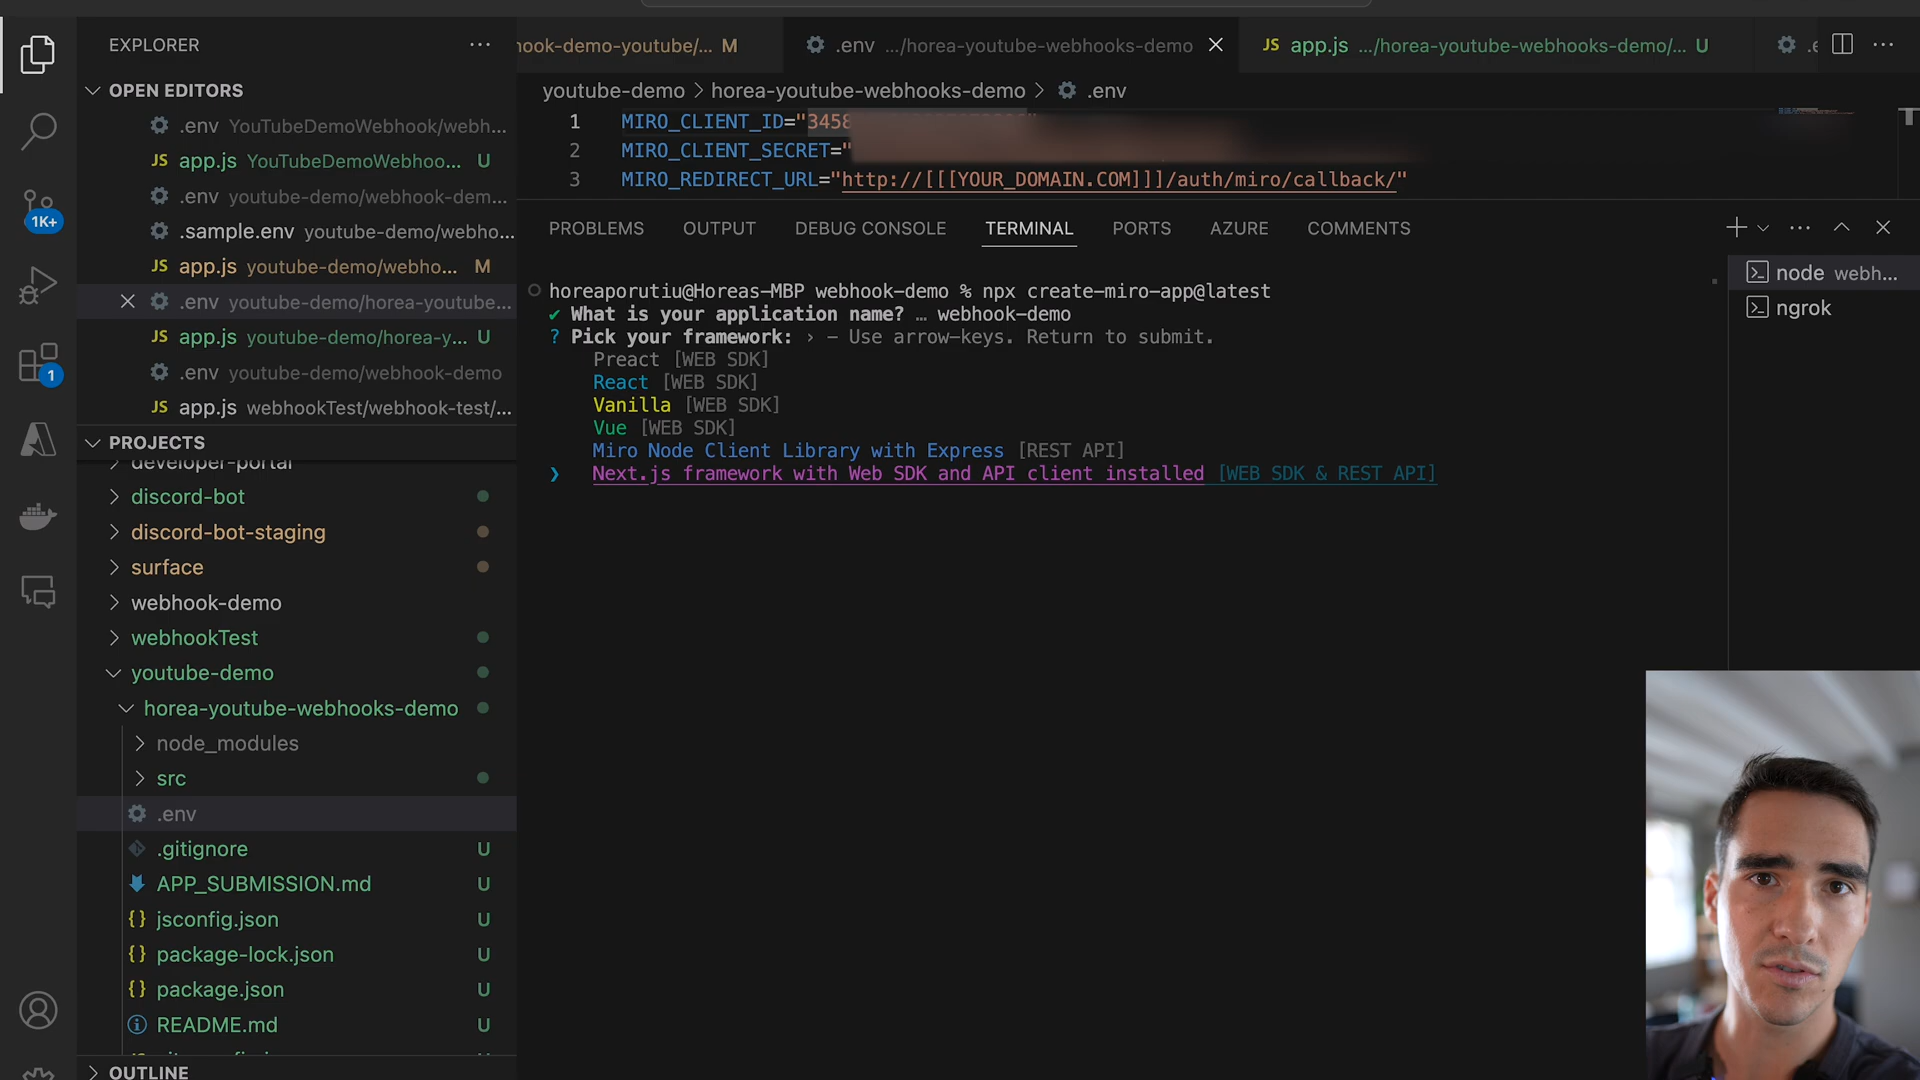 EXPLORER
OPEN EDITORS
.env YouTubeDemoWebhook/webh...
JS app.js YouTubeDemoWebhoo... U
.env youtube-demo/webhook-dem...
.sample.env youtube-demo/webho...
JS app.js youtube-demo/webho... M
.env youtube-demo/horea-youtube...
JS app.js youtube-demo/horea-y... U
.env youtube-demo/webhook-demo
JS app.js webhookTest/webhook-test/...
1K+
1
PROJECTS
developer-portal
discord-bot
discord-bot-staging
surface
webhook-demo
webhookTest
youtube-demo
horea-youtube-webhooks-demo
node_modules
src
.env
.gitignore U
APP_SUBMISSION.md U
{} jsconfig.json U
{} package-lock.json U
{} package.json U
README.md U
OUTLINE
hook-demo-youtube/... M
.env .../horea-youtube-webhooks-demo
JS app.js .../horea-youtube-webhooks-demo/... U
youtube-demo > horea-youtube-webhooks-demo > .env
1 MIRO_CLIENT_ID="3458
2 MIRO_CLIENT_SECRET="
3 MIRO_REDIRECT_URL="http://[[[YOUR_DOMAIN.COM]]]/auth/miro/callback/"
PROBLEMS OUTPUT DEBUG CONSOLE TERMINAL PORTS AZURE COMMENTS
horeaporutiu@Horeas-MBP webhook-demo % npx create-miro-app@latest
✔ What is your application name? … webhook-demo
? Pick your framework: › – Use arrow-keys. Return to submit.
Preact [WEB SDK]
React [WEB SDK]
Vanilla [WEB SDK]
Vue [WEB SDK]
Miro Node Client Library with Express [REST API]
❯ Next.js framework with Web SDK and API client installed [WEB SDK & REST API]
node webh...
ngrok